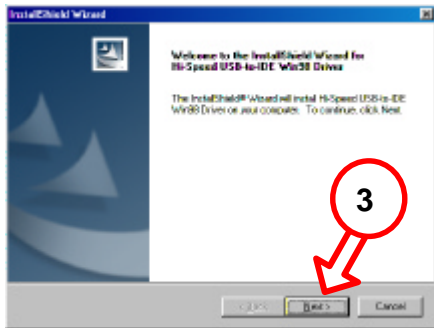 InstallShield Wizard
Welcome to the InstallShield Wizard for
Hi-Speed USB-to-IDE Win98 Driver
The InstallShield® Wizard will install Hi-Speed USB-to-IDE
Win98 Driver on your computer. To continue, click Next.
3
< Back Next > Cancel